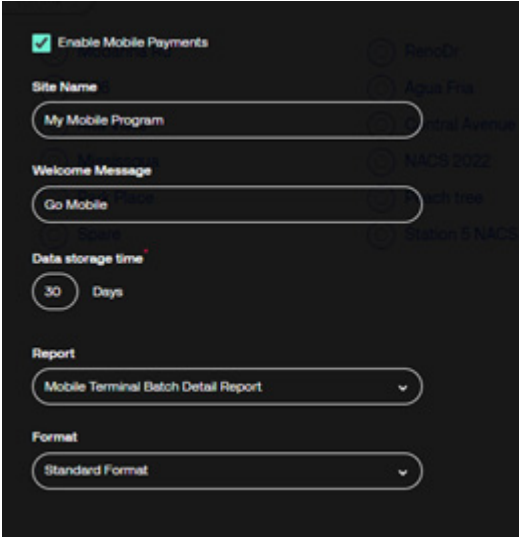 Enable Mobile Payments
RenoDr
Site Name
Agua Fria
My Mobile Program
Central Avenue
Welcome Message
NACS 2022
Go Mobile
Place
Peach tree
Spare
Station 5 NACS
Data storage time*
30 Days
Report
Mobile Terminal Batch Detail Report
Format
Standard Format